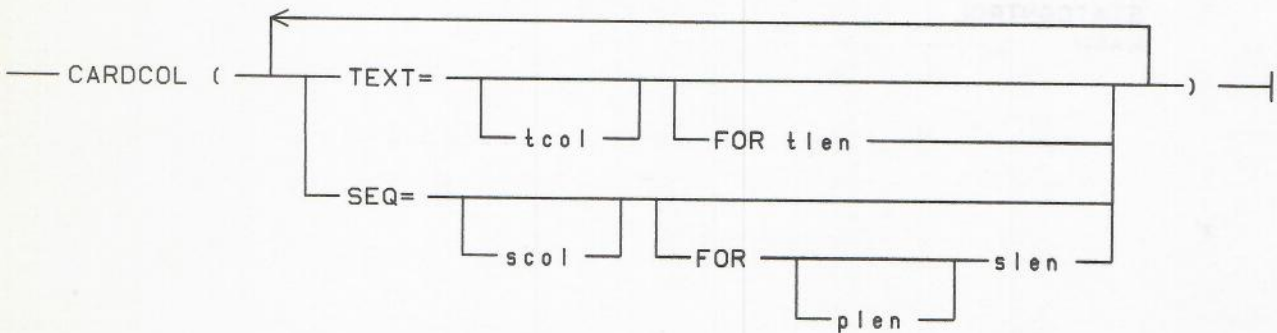 CARDCOL ( TEXT= )
tcol FOR tlen
SEQ=
scol FOR slen
plen